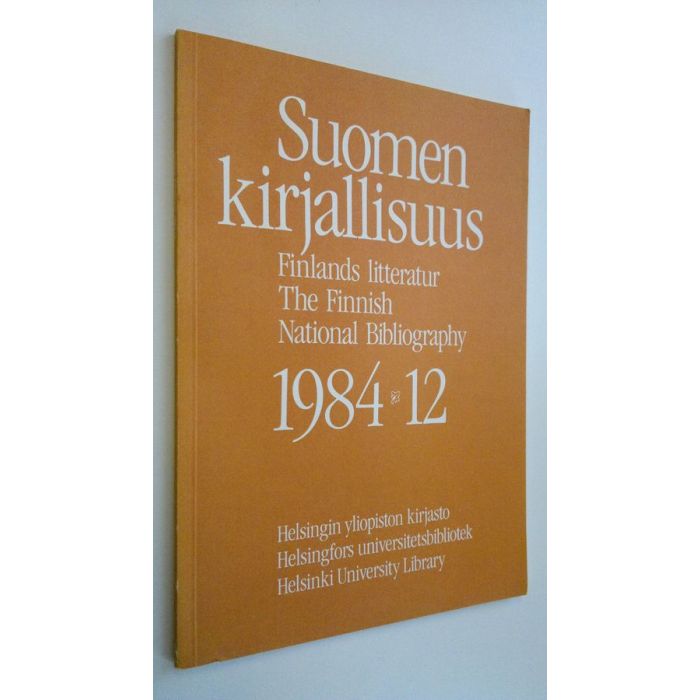 Suomen
kirjallisuus
Finlands litteratur
The Finnish
National Bibliography
1984 12
Helsingin yliopiston kirjasto
Helsingfors universitetsbibliotek
Helsinki University Library